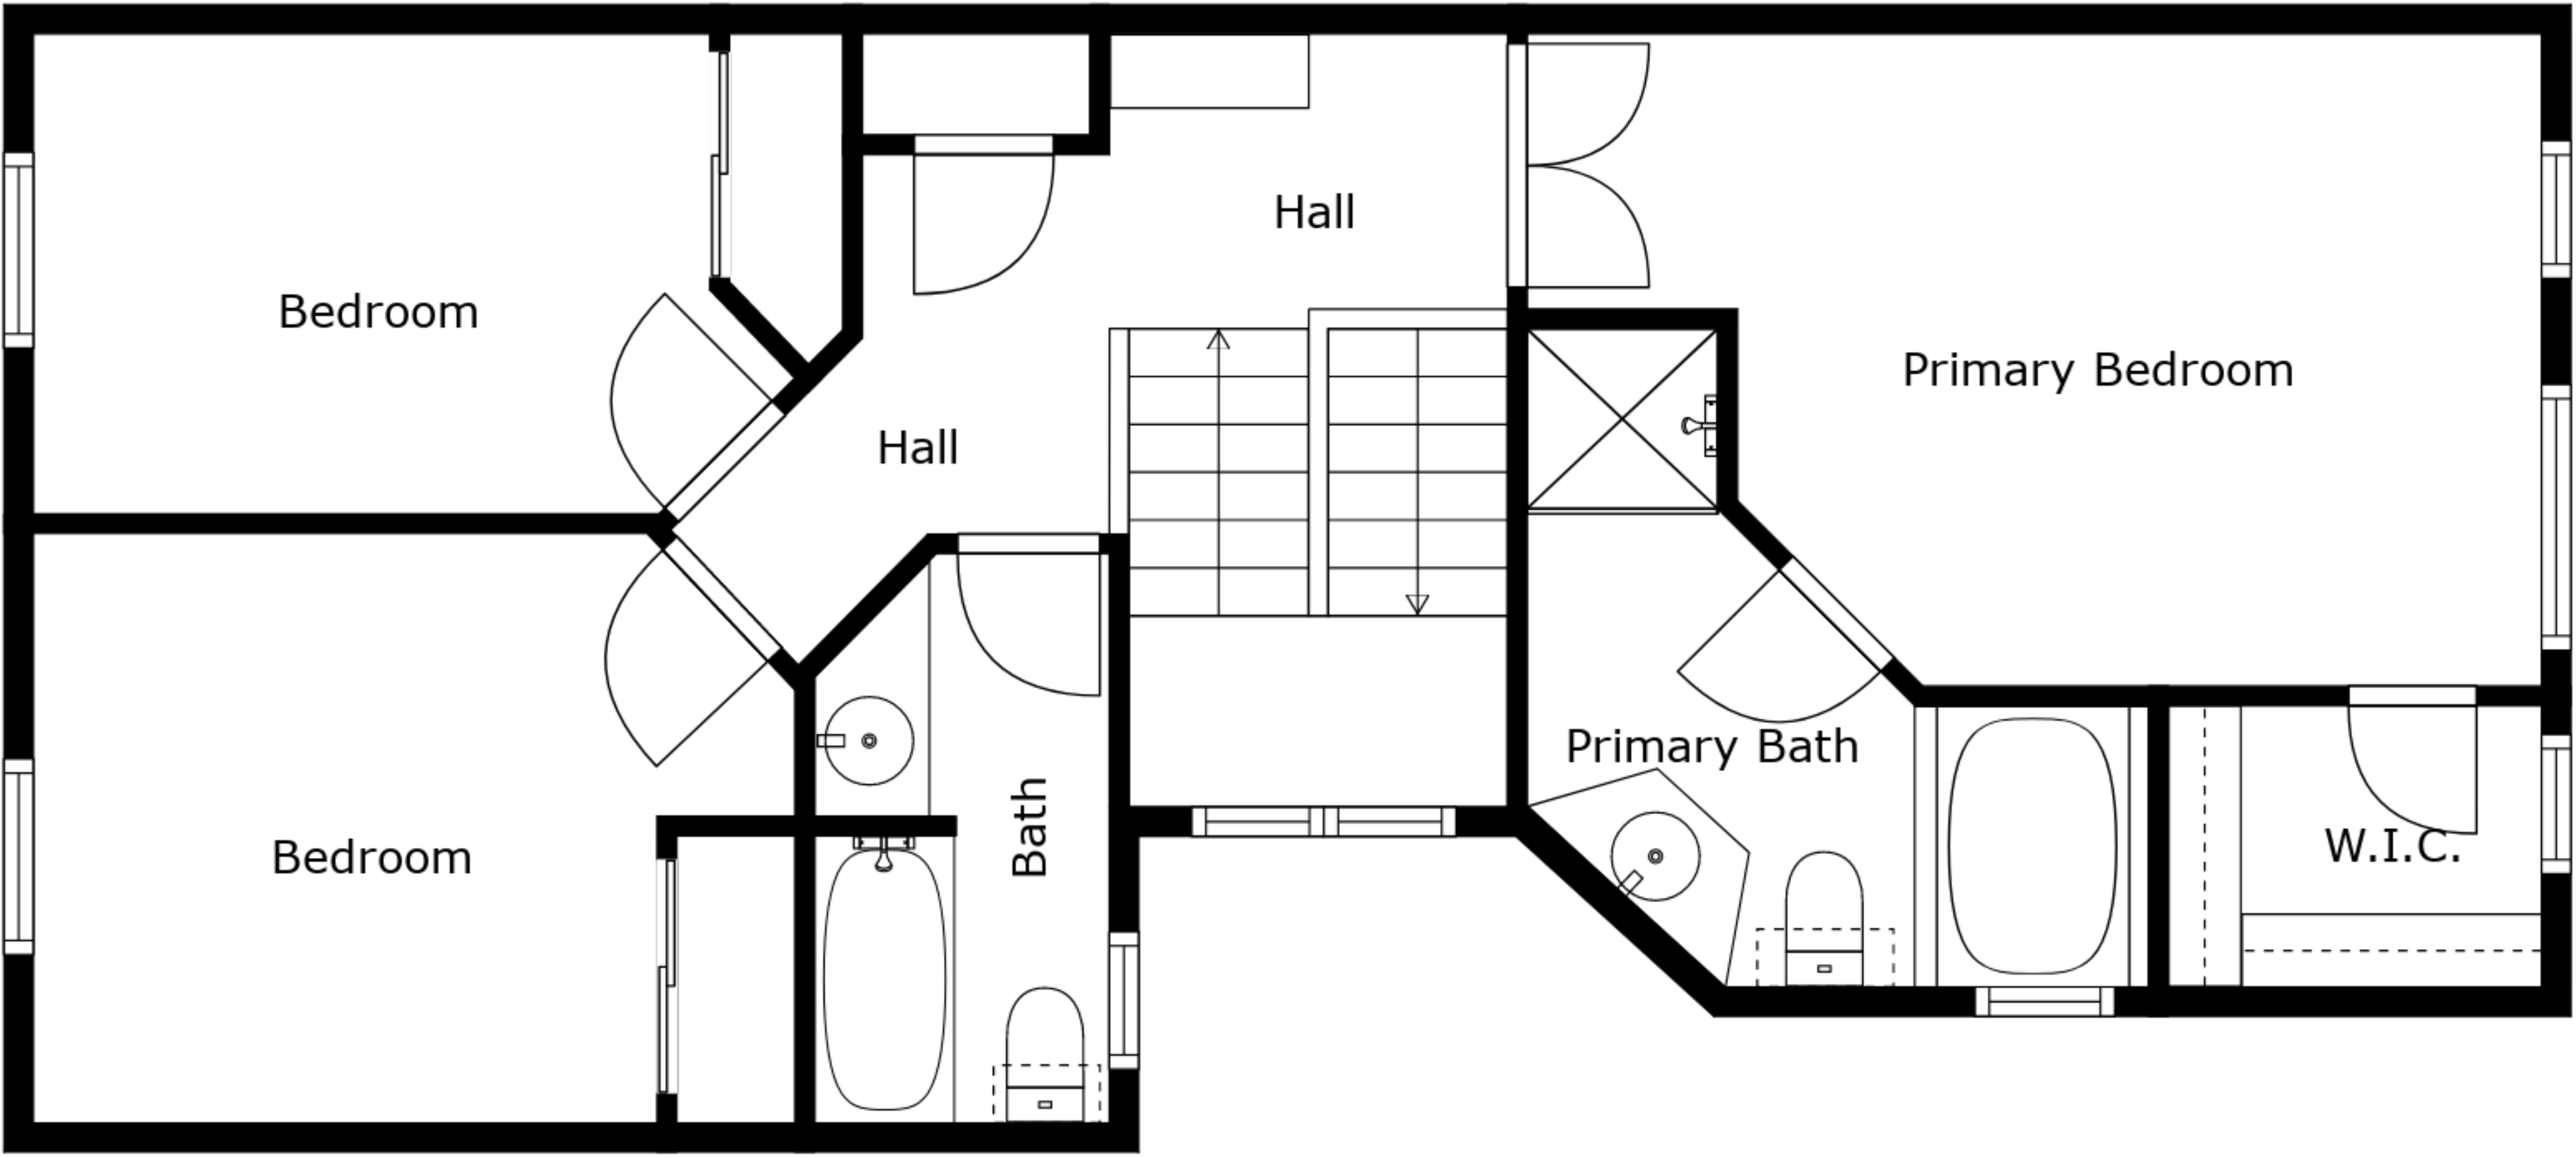 Hall
Bedroom
Primary Bedroom
Hall
Primary Bath
Bath
W.I.C.
Bedroom